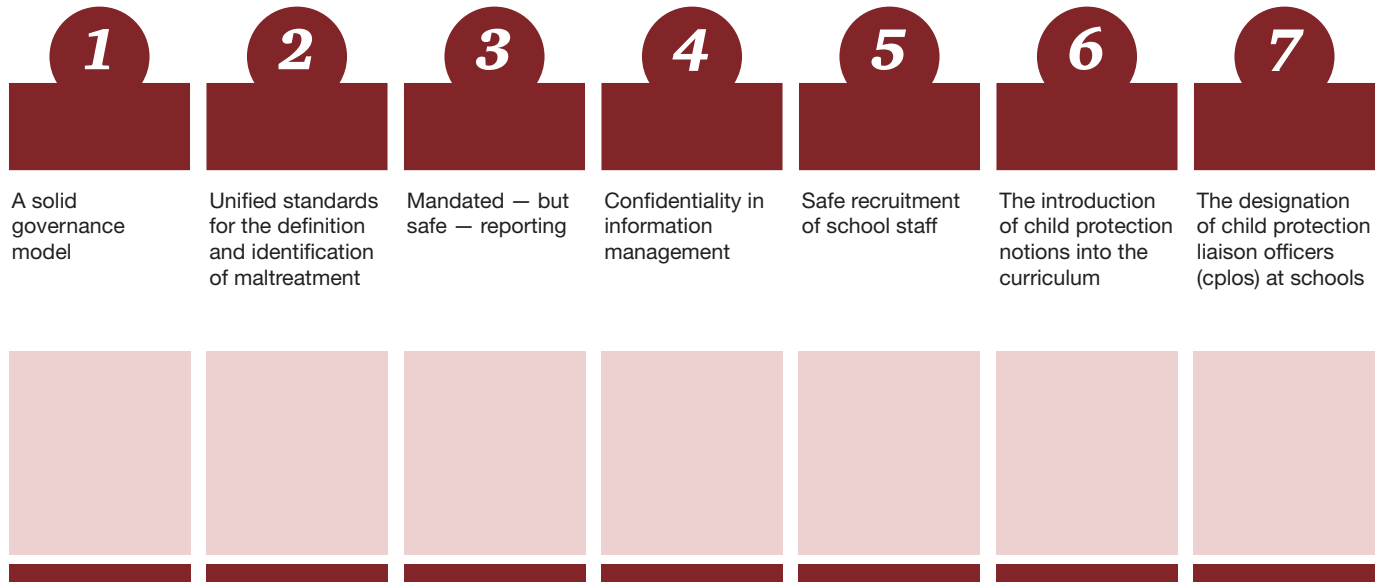 1
A solid
governance
model
2
Unified standards
for the definition
and identification
of maltreatment
3
Mandated — but
safe — reporting
4
Confidentiality in
information
management
5
Safe recruitment
of school staff
6
The introduction
of child protection
notions into the
curriculum
7
The designation
of child protection
liaison officers
(cplos) at schools